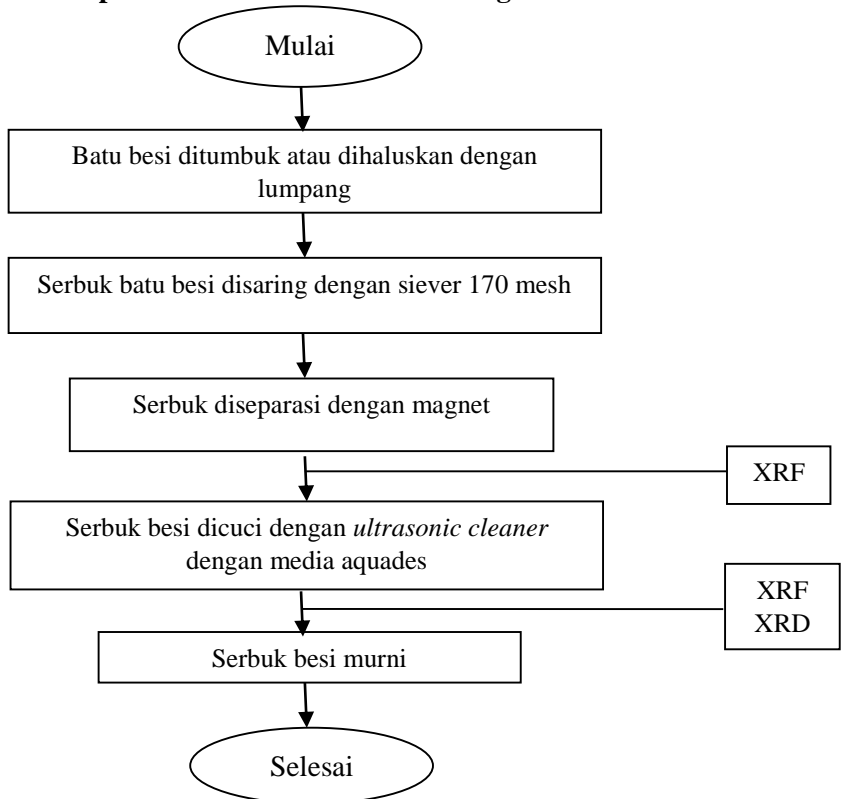 Mulai
Batu besi ditumbuk atau dihaluskan dengan
lumpang
Serbuk batu besi disaring dengan siever 170 mesh
Serbuk diseparasi dengan magnet
XRF
Serbuk besi dicuci dengan ultrasonic cleaner
dengan media aquades
XRF
XRD
Serbuk besi murni
Selesai